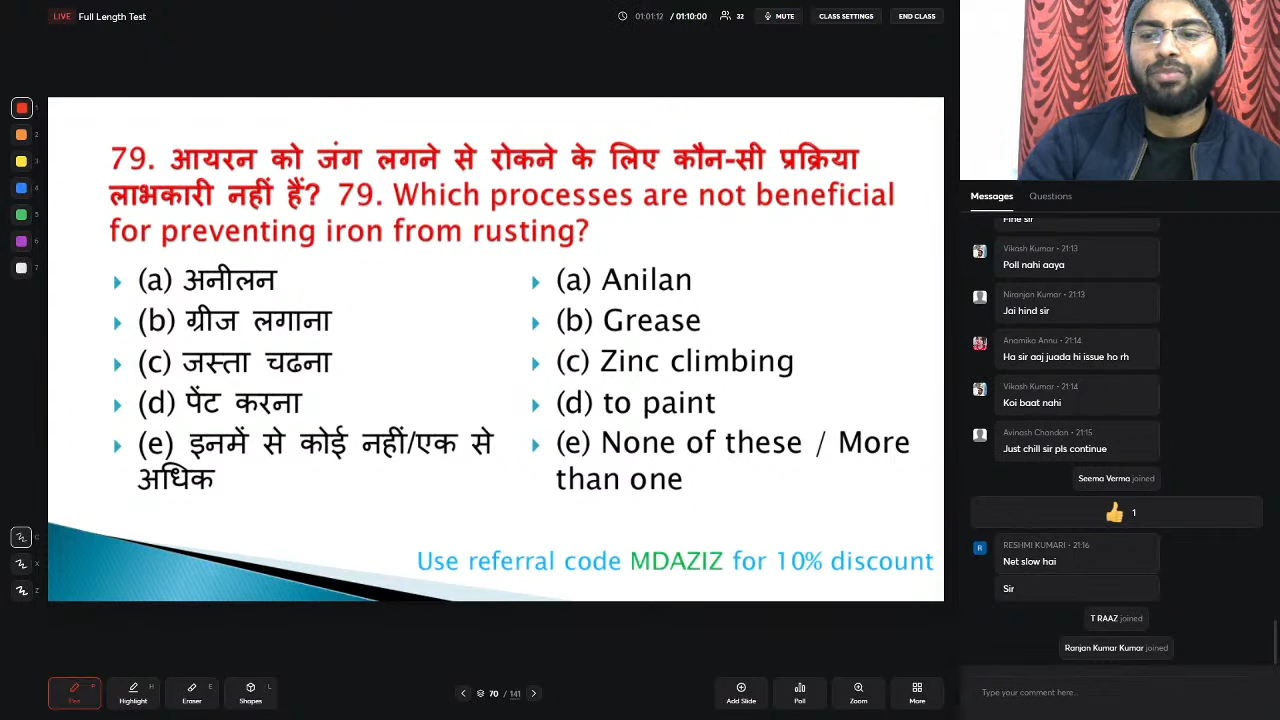 LIVE Full Length Test
01:01:12 / 01:10:00 32 MUTE CLASS SETTINGS END CLASS
1
2
3
4
5
6
7
79. आयरन को जंग लगने से रोकने के लिए कौन-सी प्रक्रिया
लाभकारी नहीं हैं? 79. Which processes are not beneficial
for preventing iron from rusting?
(a) अनीलन
(b) ग्रीज लगाना
(c) जस्ता चढना
(d) पेंट करना
(e) इनमें से कोई नहीं/एक से
अधिक
(a) Anilan
(b) Grease
(c) Zinc climbing
(d) to paint
(e) None of these / More
than one
Use referral code MDAZIZ for 10% discount
C
X
Z
P
H
E
L
Highlight
Eraser
Shapes
70 / 141
Add Slide
Poll
Zoom
More
Messages Questions
Fine sir
Vikash Kumar • 21:13
Poll nahi aaya
Niranjan Kumar • 21:13
Jai hind sir
Anamika Annu • 21:14
Ha sir aaj juada hi issue ho rh
Vikash Kumar • 21:14
Koi baat nahi
Avinash Chandan • 21:15
Just chill sir pls continue
Seema Verma joined
1
R
RESHMI KUMARI • 21:16
Net slow hai
Sir
T RAAZ joined
Ranjan Kumar Kumar joined
Type your comment here..